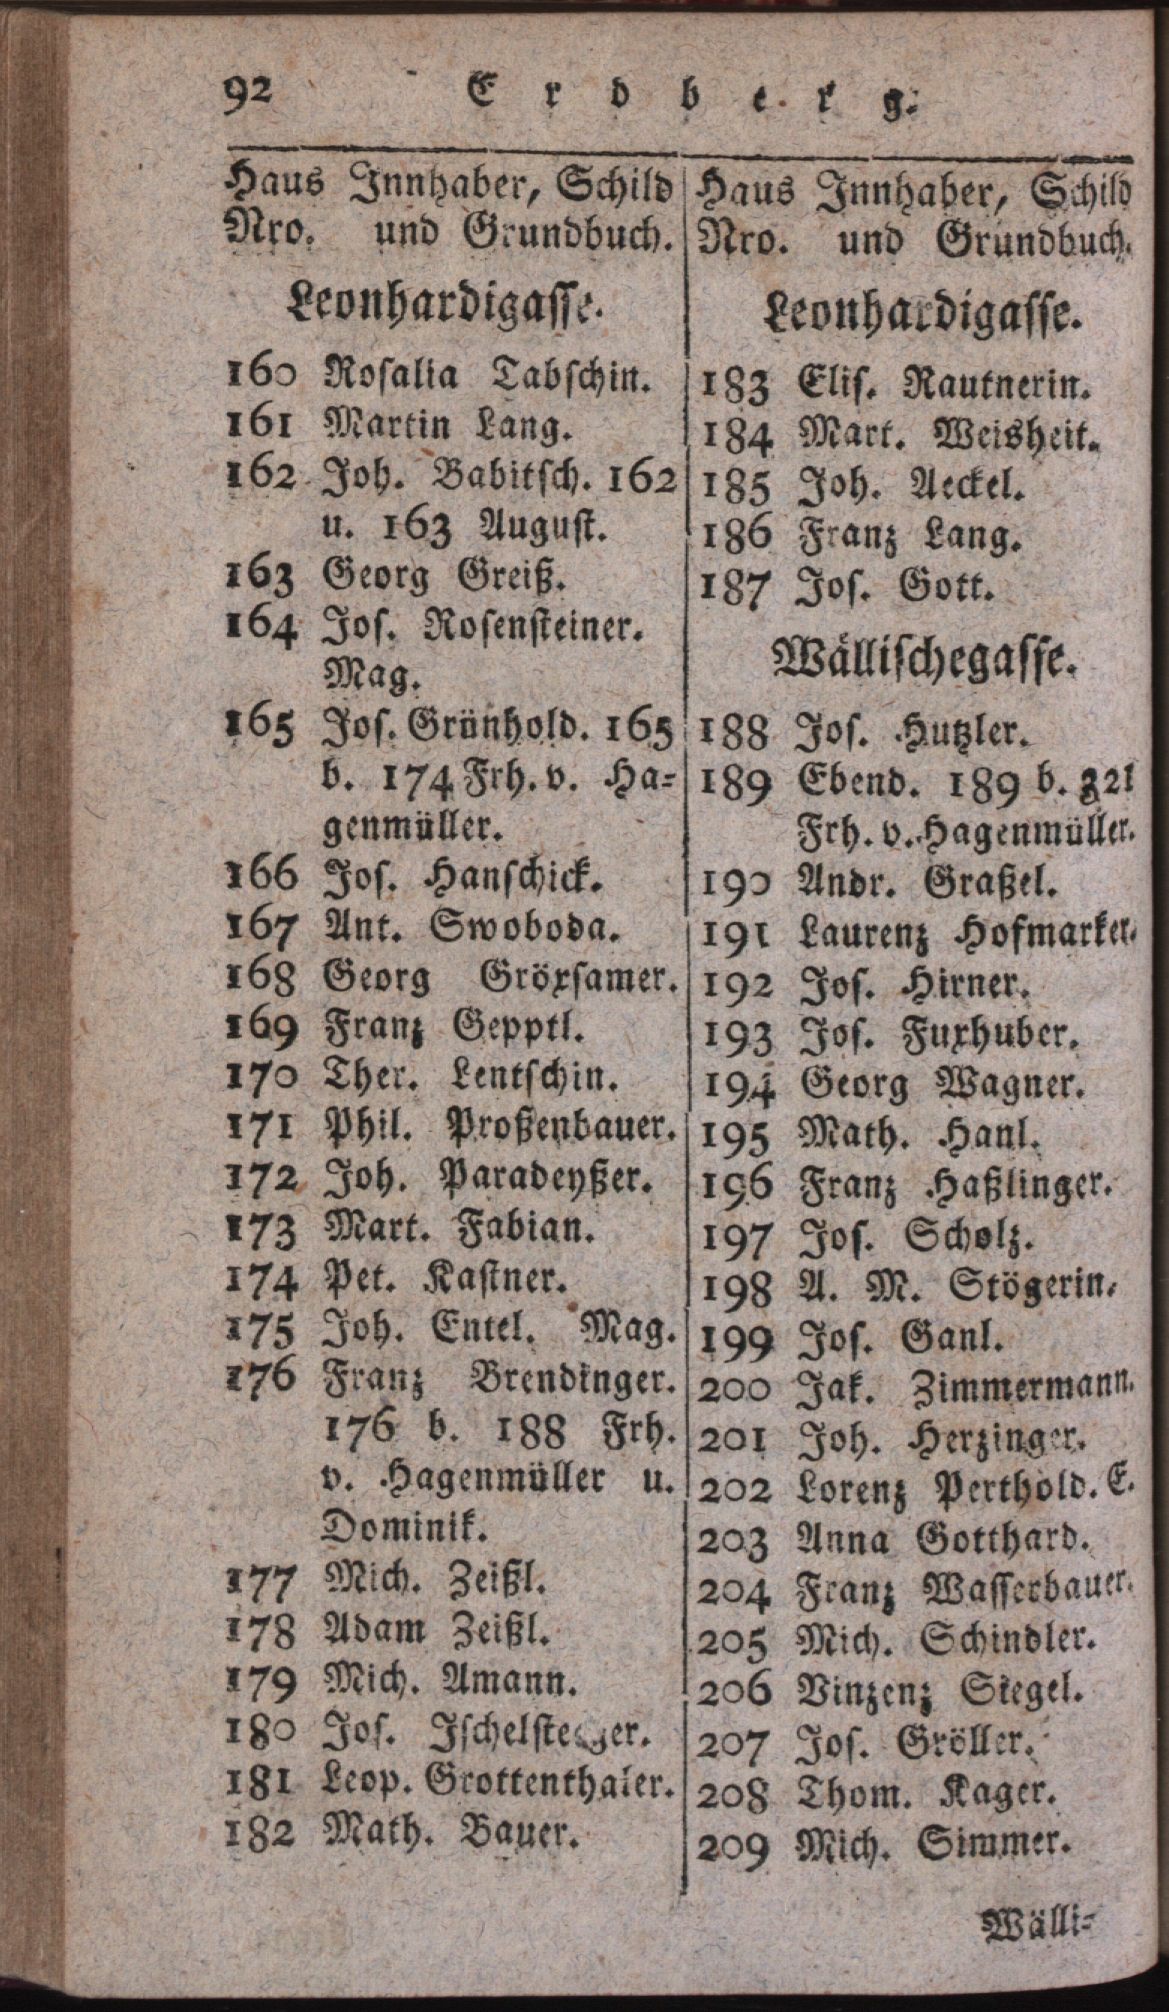 92 Erdberg.
Haus Innhaber, Schild
Nro. und Grundbuch.
Leonhardigasse.
160 Rosalia Tabschin.
161 Martin Lang.
162 Joh. Babitsch. 162
u. 163 August.
163 Georg Greiß.
164 Jos. Rosensteiner.
Mag.
165 Jos. Grünhold. 165
b. 174 Frh. v. Ha-
genmüller.
166 Jos. Hanschick.
167 Ant. Swoboda.
168 Georg Gröxsamer.
169 Franz Gepptl.
170 Ther. Lentschin.
171 Phil. Proßenbauer.
172 Joh. Paradeyßer.
173 Mart. Fabian.
174 Pet. Kastner.
175 Joh. Entel. Mag.
176 Franz Brendinger.
176 b. 188 Frh.
v. Hagenmüller u.
Dominik.
177 Mich. Zeißl.
178 Adam Zeißl.
179 Mich. Amann.
180 Jos.
181 Leop. Grottenthaler.
182 Math. Bauer.
Haus Innhaber, Schild
Nro. und Grundbuch.
Leonhardigasse.
183 Elis. Rautnerin.
184 Mart. Weisheit.
185 Joh. Aeckel.
186 Franz Lang.
187 Jos. Gott.
Wällischegasse.
188 Jos. Hutzler.
189 Ebend. 189 b. 321
Frh. v. Hagenmüller.
190 Andr. Graßel.
191 Laurenz Hofmarker.
192 Jos. Hirner.
193 Jos. Fuxhuber.
194 Georg Wagner.
195 Math. Hanl.
196 Franz Haßlinger.
197 Jos. Scholz.
198 A. M. Stögerin.
199 Jos. Ganl.
200 Jak. Zimmermann.
201 Joh. Herzinger.
202 Lorenz Perthold. E.
203 Anna Gotthard.
204 Franz Wasserbauer.
205 Mich. Schindler.
206 Vinzenz Siegel.
207 Jos. Gröller.
208 Thom. Kager.
209 Mich. Simmer.
Wälli-